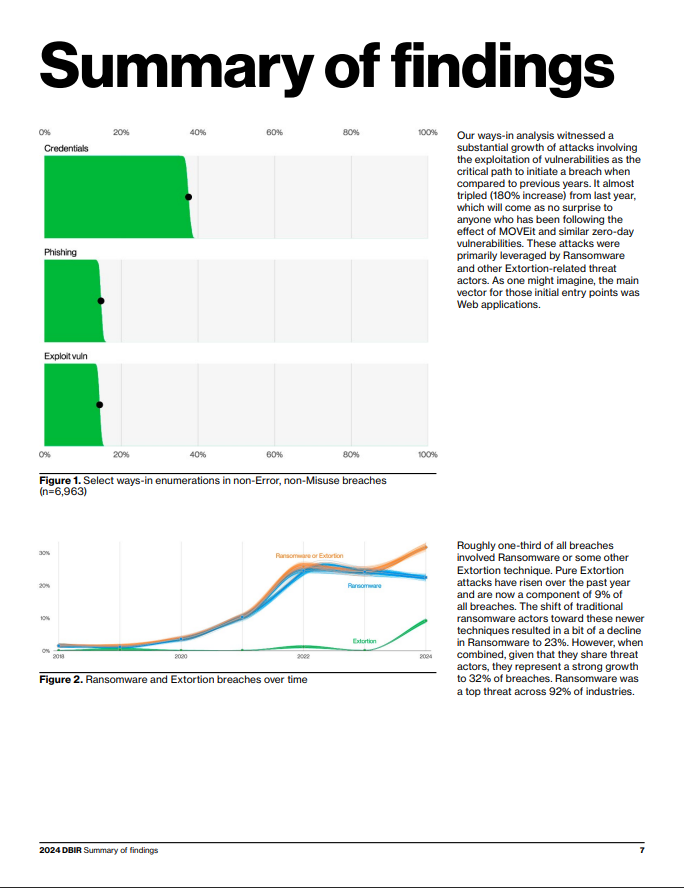 Summary of findings
0% 20% 40% 60% 80% 100%
Credentials
Phishing
Exploit vuln
0% 20% 40% 60% 80% 100%
Figure 1. Select ways-in enumerations in non-Error, non-Misuse breaches
(n=6,963)
Our ways-in analysis witnessed a
substantial growth of attacks involving
the exploitation of vulnerabilities as the
critical path to initiate a breach when
compared to previous years. It almost
tripled (180% increase) from last year,
which will come as no surprise to
anyone who has been following the
effect of MOVEit and similar zero-day
vulnerabilities. These attacks were
primarily leveraged by Ransomware
and other Extortion-related threat
actors. As one might imagine, the main
vector for those initial entry points was
Web applications.
30%
20%
10%
0%
Ransomware or Extortion
Ransomware
Extortion
2018 2020 2022 2024
Figure 2. Ransomware and Extortion breaches over time
Roughly one-third of all breaches
involved Ransomware or some other
Extortion technique. Pure Extortion
attacks have risen over the past year
and are now a component of 9% of
all breaches. The shift of traditional
ransomware actors toward these newer
techniques resulted in a bit of a decline
in Ransomware to 23%. However, when
combined, given that they share threat
actors, they represent a strong growth
to 32% of breaches. Ransomware was
a top threat across 92% of industries.
2024 DBIR Summary of findings
7